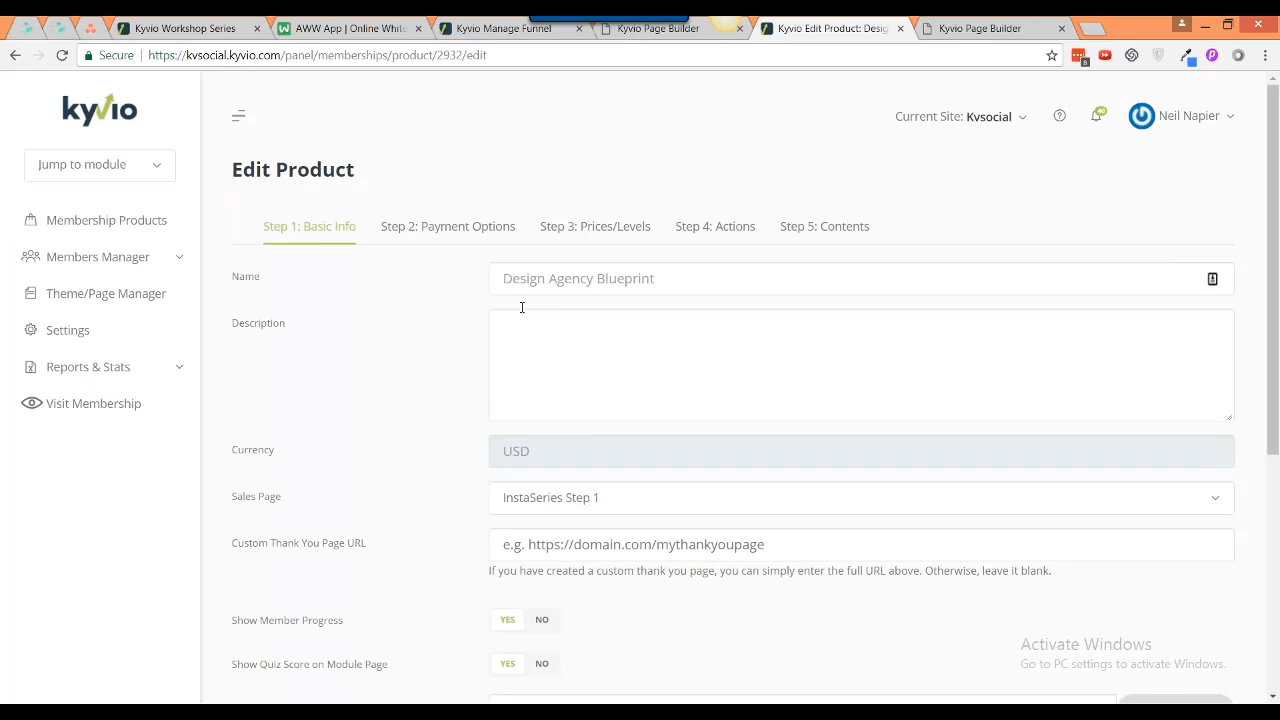 Kyvio Workshop Series
AWW App | Online White
Kyvio Manage Funnel
Kyvio Page Builder
Kyvio Edit Product: Desig
Kyvio Page Builder
Secure
https://kvsocial.kyvio.com/panel/memberships/product/2932/edit
8
kyvio
Current Site: Kvsocial
Neil Napier
Jump to module
Edit Product
Membership Products
Members Manager
Theme/Page Manager
Settings
Reports & Stats
Visit Membership
Step 1: Basic Info Step 2: Payment Options Step 3: Prices/Levels Step 4: Actions Step 5: Contents
Name
Design Agency Blueprint
Description
Currency
USD
Sales Page
InstaSeries Step 1
Custom Thank You Page URL
e.g. https://domain.com/mythankyoupage
If you have created a custom thank you page, you can simply enter the full URL above. Otherwise, leave it blank.
Show Member Progress
YES NO
Show Quiz Score on Module Page
YES NO
Activate Windows
Go to PC settings to activate Windows.